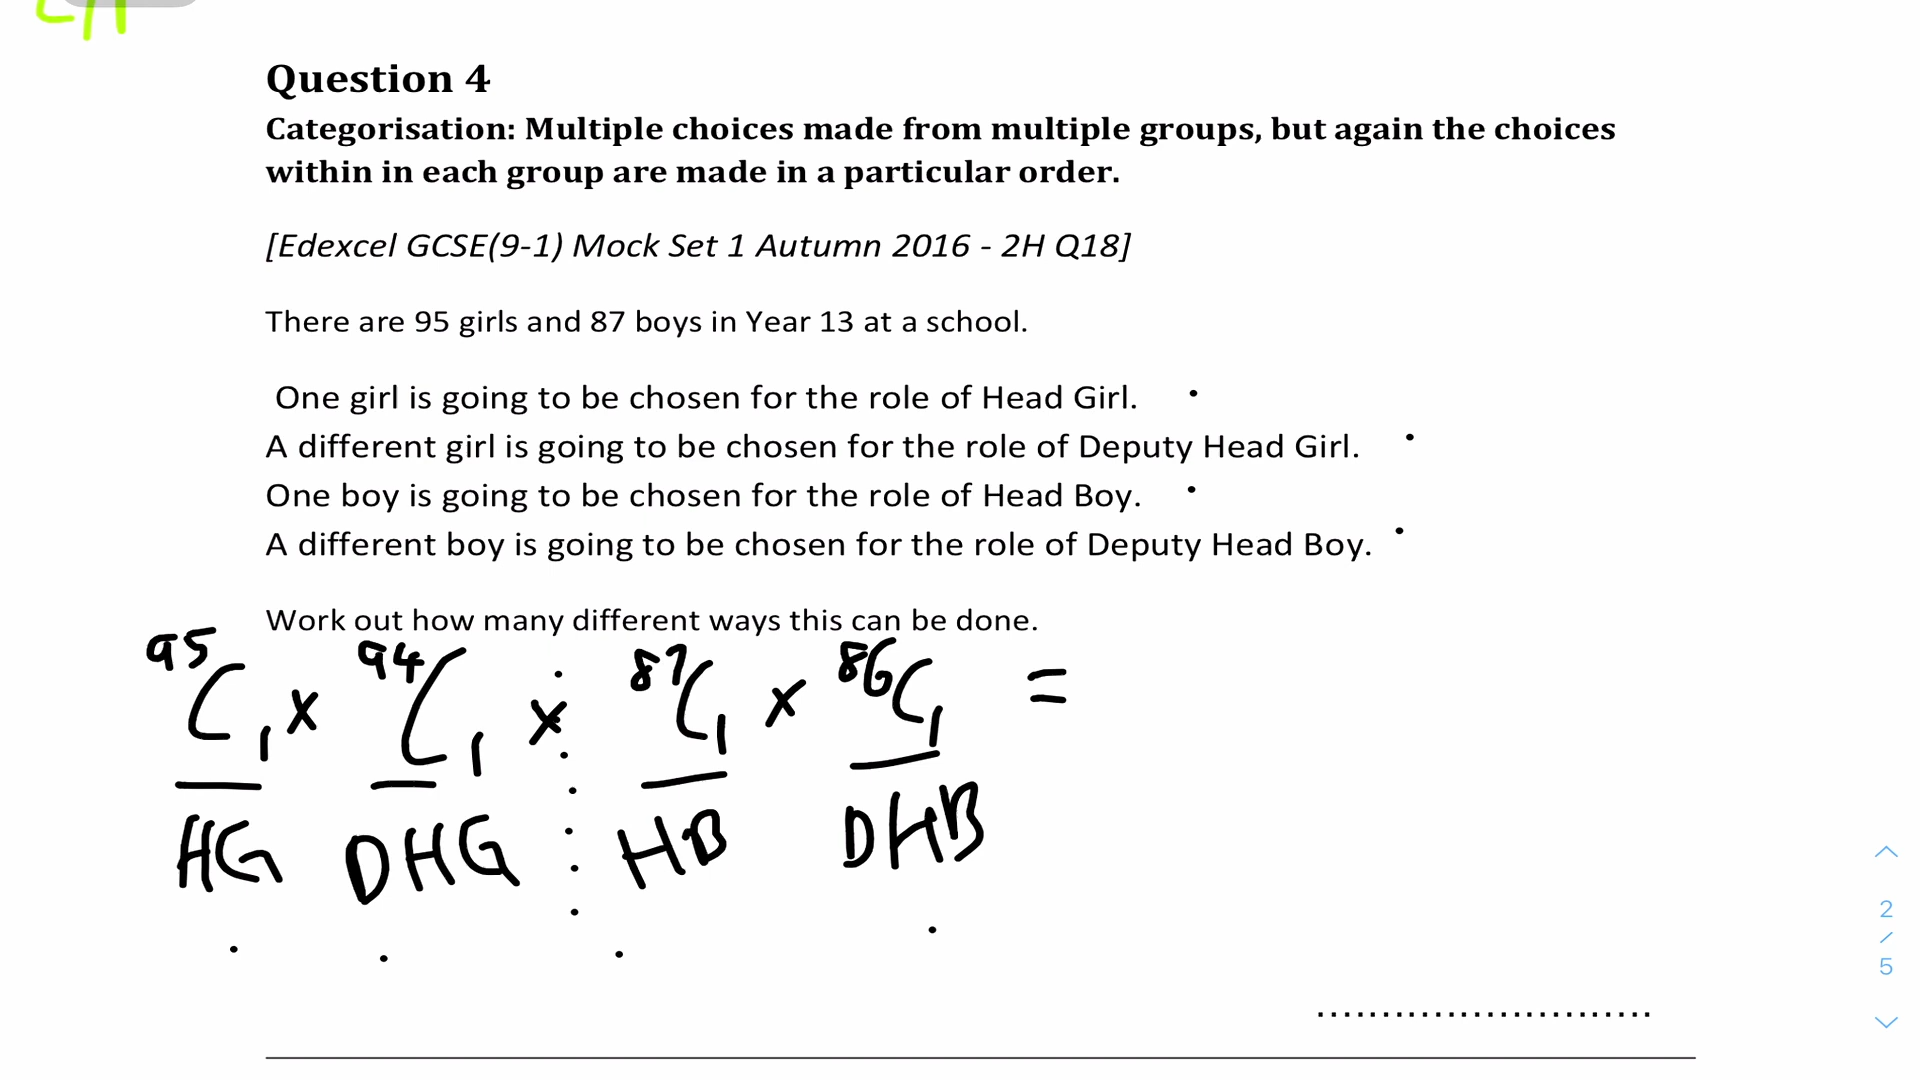 Question 4
Categorisation: Multiple choices made from multiple groups, but again the choices
within in each group are made in a particular order.
[Edexcel GCSE(9-1) Mock Set 1 Autumn 2016 - 2H Q18]
There are 95 girls and 87 boys in Year 13 at a school.
One girl is going to be chosen for the role of Head Girl.
A different girl is going to be chosen for the role of Deputy Head Girl.
One boy is going to be chosen for the role of Head Boy.
A different boy is going to be chosen for the role of Deputy Head Boy.
Work out how many different ways this can be done.
95C1 x 94C1 x 87C1 x 86C1 =
HG DHG HB DHB
...........................
2
/
5